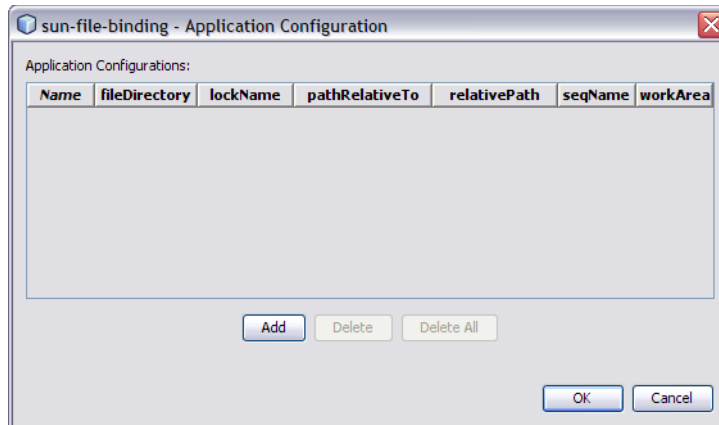 sun-file-binding - Application Configuration
Application Configurations:
Name fileDirectory lockName pathRelativeTo relativePath seqName workArea
Add Delete Delete All
OK Cancel